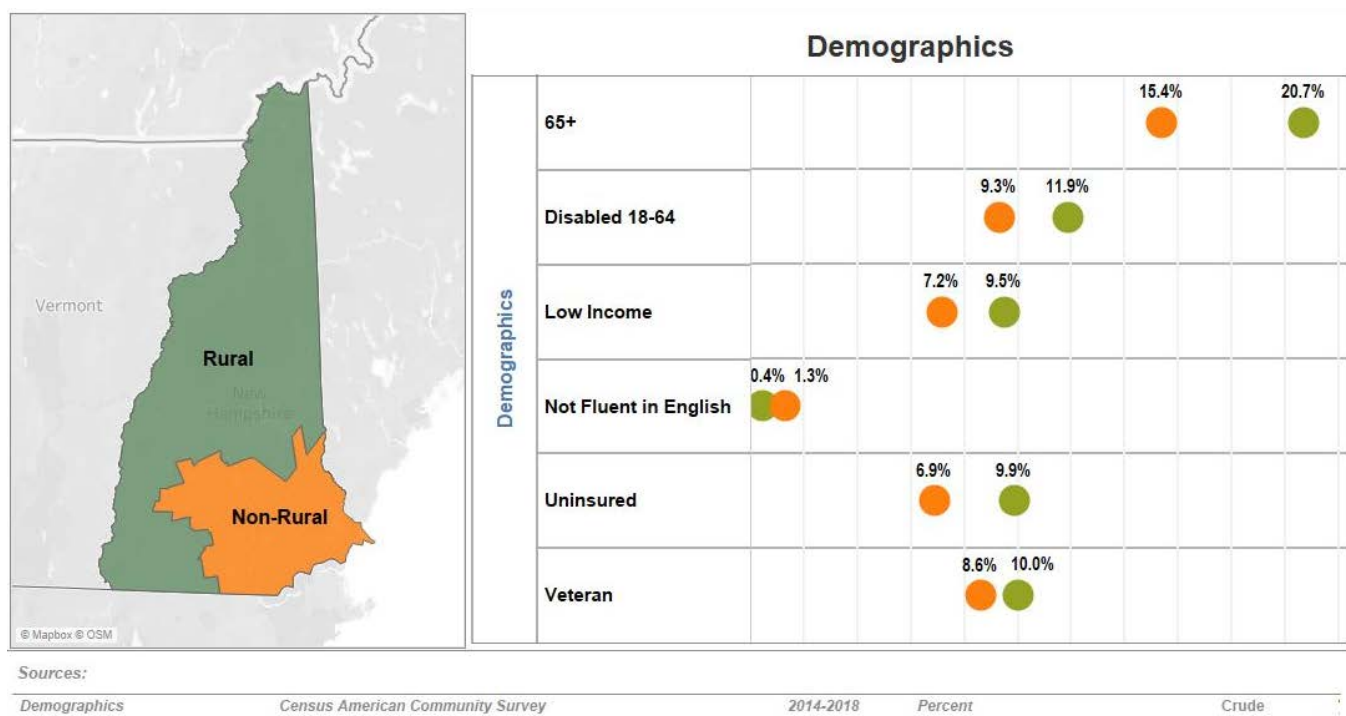 Demographics
Vermont
Rural
New
Hampshire
Non-Rural
© Mapbox © OSM
Demographics
65+
15.4% 20.7%
Disabled 18-64
9.3% 11.9%
Low Income
7.2% 9.5%
Not Fluent in English
0.4% 1.3%
Uninsured
6.9% 9.9%
Veteran
8.6% 10.0%
Sources:
Demographics Census American Community Survey 2014-2018 Percent Crude